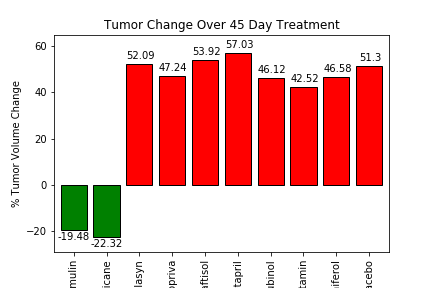 Tumor Change Over 45 Day Treatment
% Tumor Volume Change
60
40
20
0
−20
-19.48
-22.32
52.09
47.24
53.92
57.03
46.12
42.52
46.58
51.3
mulin
icane
lasyn
opriva
aftisol
tapril
ubinol
tamin
niferol
acebo